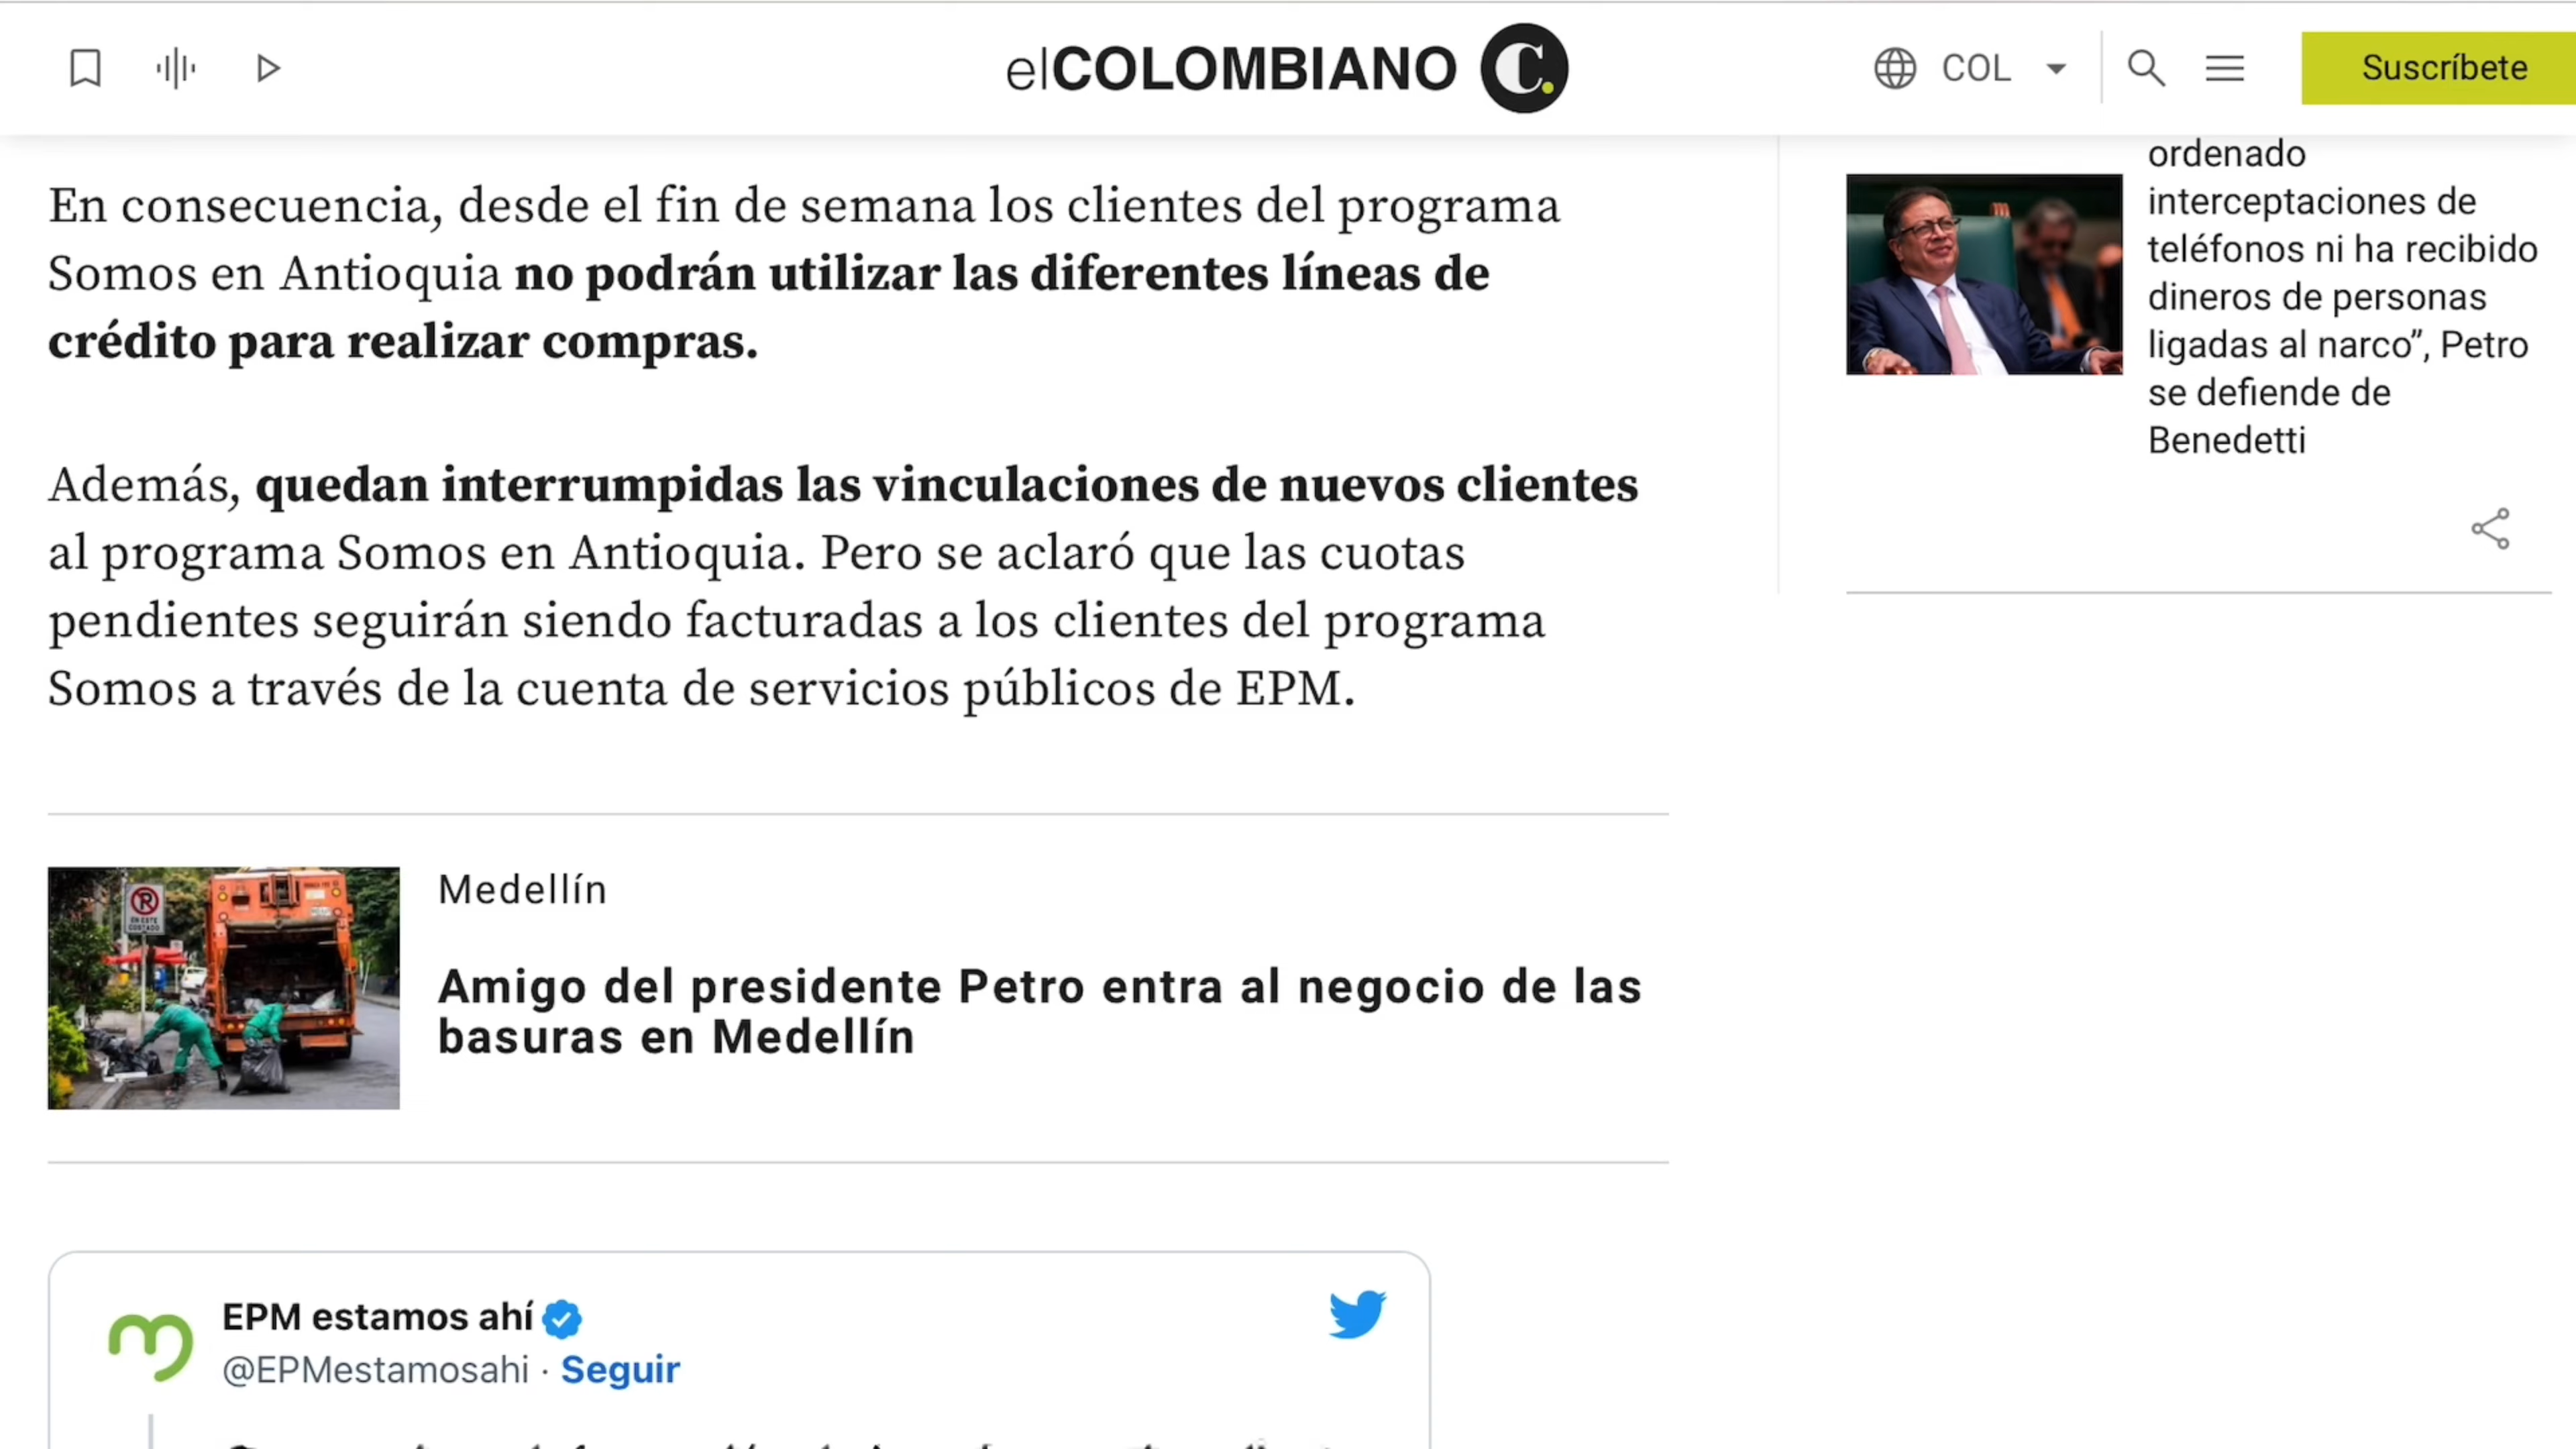 elCOLOMBIANO
COL
Suscríbete
En consecuencia, desde el fin de semana los clientes del programa
Somos en Antioquia no podrán utilizar las diferentes líneas de
crédito para realizar compras.
Además, quedan interrumpidas las vinculaciones de nuevos clientes
al programa Somos en Antioquia. Pero se aclaró que las cuotas
pendientes seguirán siendo facturadas a los clientes del programa
Somos a través de la cuenta de servicios públicos de EPM.
Medellín
Amigo del presidente Petro entra al negocio de las
basuras en Medellín
EN ESTE
COSTADO
EPM estamos ahí
@EPMestamosahi · Seguir
ordenado
interceptaciones de
teléfonos ni ha recibido
dineros de personas
ligadas al narco”, Petro
se defiende de
Benedetti